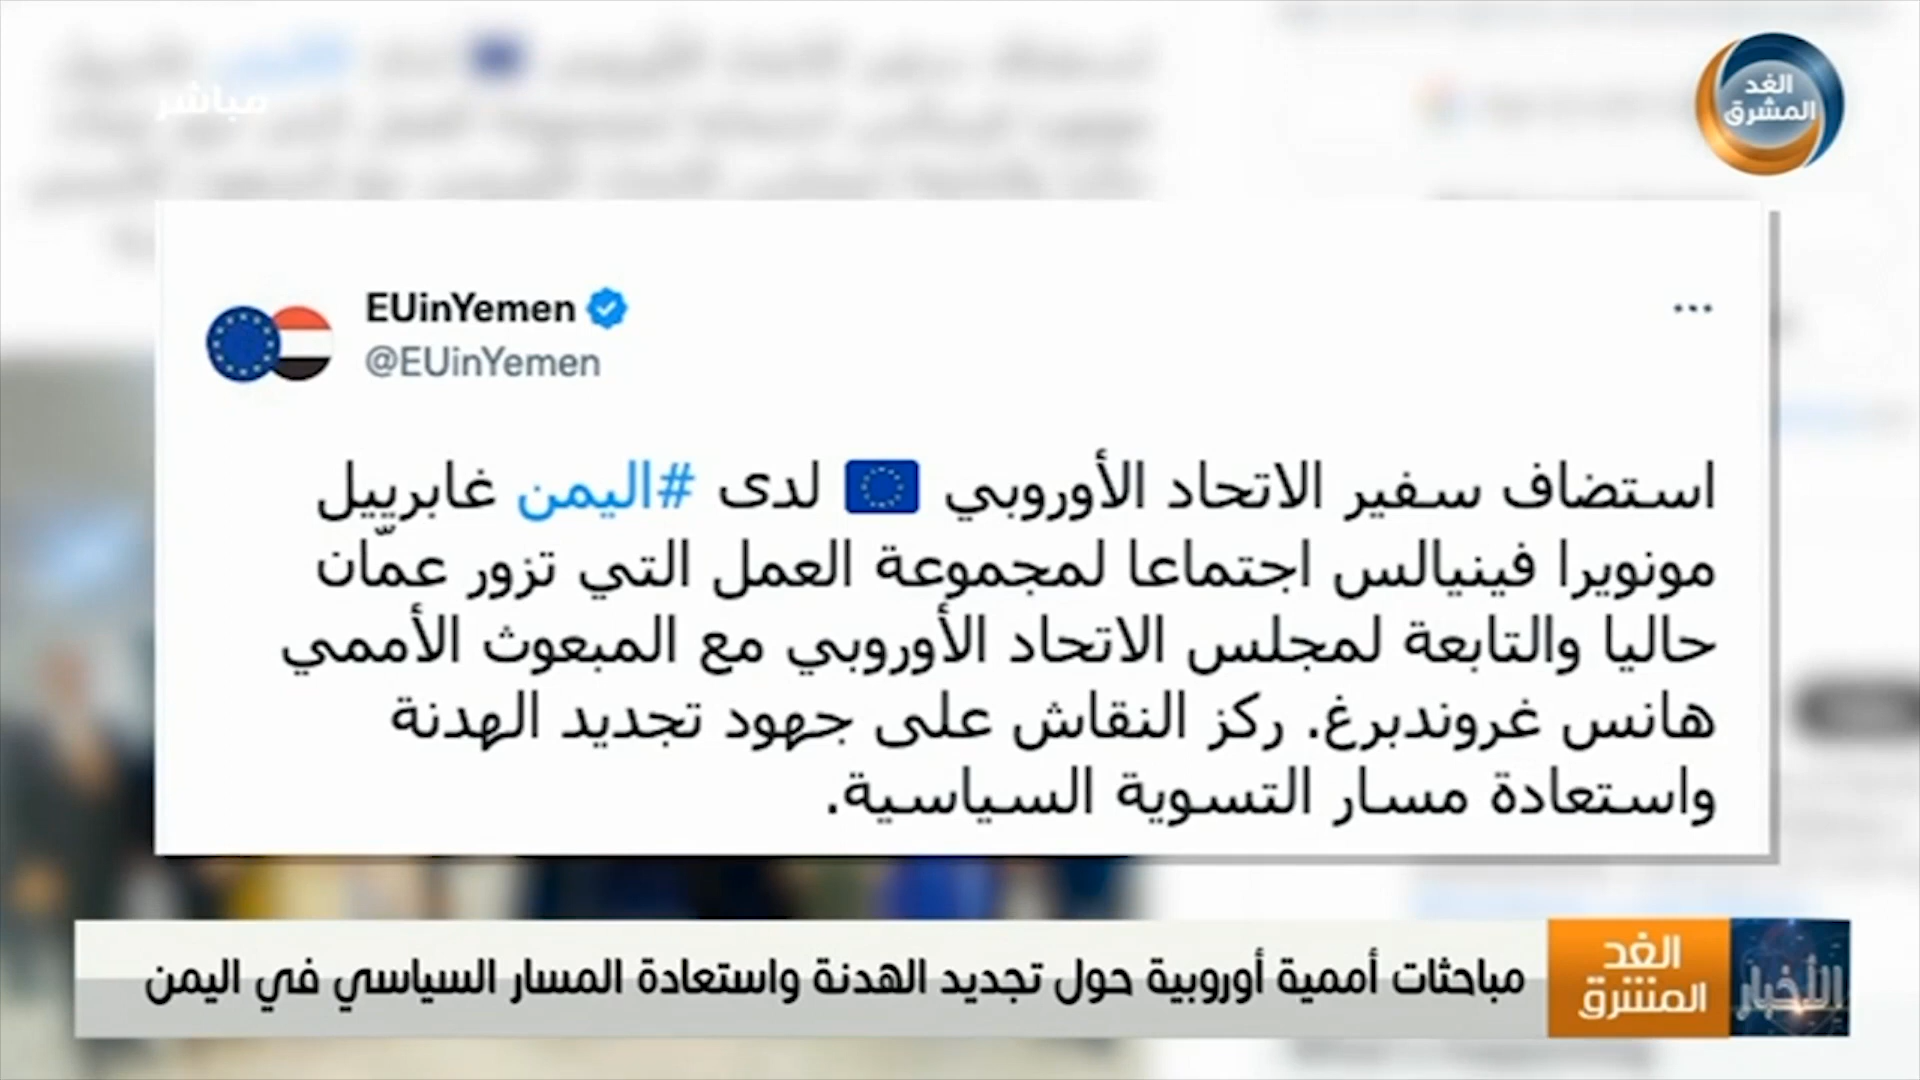 مباشر
الغد
المشرق
EUinYemen
@EUinYemen
استضاف سفير الاتحاد الأوروبي 🇪🇺 لدى #اليمن غابرييل
مونويرا فينيالس اجتماعا لمجموعة العمل التي تزور عمّان
حاليا والتابعة لمجلس الاتحاد الأوروبي مع المبعوث الأممي
هانس غروندبرغ. ركز النقاش على جهود تجديد الهدنة
واستعادة مسار التسوية السياسية.
الأخبار
الغد
المشرق
مباحثات أممية أوروبية حول تجديد الهدنة واستعادة المسار السياسي في اليمن